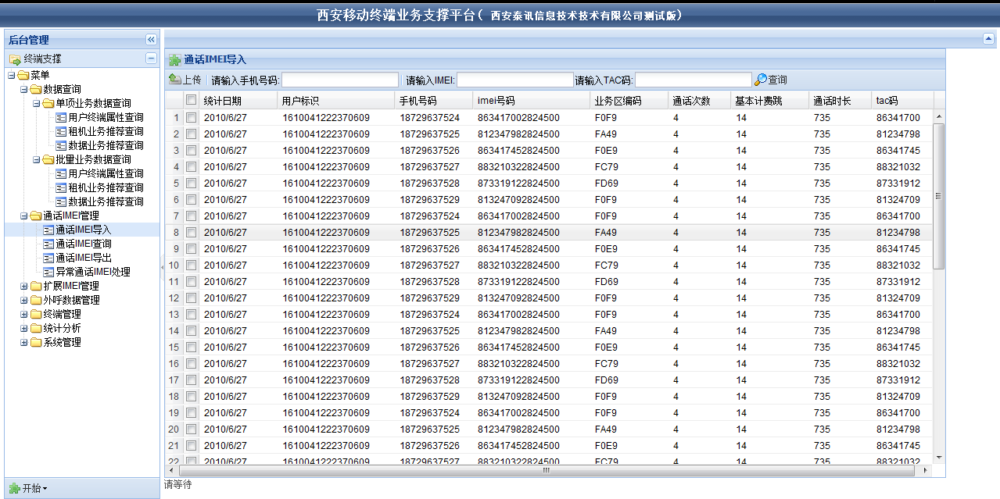 西安移动终端业务支撑平台( 西安泰讯信息技术技术有限公司测试版)
后台管理
终端支撑
菜单
数据查询
单项业务数据查询
用户终端属性查询
租机业务推荐查询
数据业务推荐查询
批量业务数据查询
用户终端属性查询
租机业务推荐查询
数据业务推荐查询
通话IMEI管理
通话IMEI导入
通话IMEI查询
通话IMEI导出
异常通话IMEI处理
扩展IMEI管理
外呼数据管理
终端管理
统计分析
系统管理
开始
通话IMEI导入
上传 请输入手机号码: 请输入IMEI: 请输入TAC码: 查询
统计日期 用户标识 手机号码 imei号码 业务区编码 通话次数 基本计费跳 通话时长 tac码
1 2010/6/27 1610041222370609 18729637524 863417002824500 F0F9 4 14 735 86341700
2 2010/6/27 1610041222370609 18729637525 812347982824500 FA49 4 14 735 81234798
3 2010/6/27 1610041222370609 18729637526 863417452824500 F0E9 4 14 735 86341745
4 2010/6/27 1610041222370609 18729637527 883210322824500 FC79 4 14 735 88321032
5 2010/6/27 1610041222370609 18729637528 873319122824500 FD69 4 14 735 87331912
6 2010/6/27 1610041222370609 18729637529 813247092824500 F0F9 4 14 735 81324709
7 2010/6/27 1610041222370609 18729637524 863417002824500 F0F9 4 14 735 86341700
8 2010/6/27 1610041222370609 18729637525 812347982824500 FA49 4 14 735 81234798
9 2010/6/27 1610041222370609 18729637526 863417452824500 F0E9 4 14 735 86341745
10 2010/6/27 1610041222370609 18729637527 883210322824500 FC79 4 14 735 88321032
11 2010/6/27 1610041222370609 18729637528 873319122824500 FD69 4 14 735 87331912
12 2010/6/27 1610041222370609 18729637529 813247092824500 F0F9 4 14 735 81324709
13 2010/6/27 1610041222370609 18729637524 863417002824500 F0F9 4 14 735 86341700
14 2010/6/27 1610041222370609 18729637525 812347982824500 FA49 4 14 735 81234798
15 2010/6/27 1610041222370609 18729637526 863417452824500 F0E9 4 14 735 86341745
16 2010/6/27 1610041222370609 18729637527 883210322824500 FC79 4 14 735 88321032
17 2010/6/27 1610041222370609 18729637528 873319122824500 FD69 4 14 735 87331912
18 2010/6/27 1610041222370609 18729637529 813247092824500 F0F9 4 14 735 81324709
19 2010/6/27 1610041222370609 18729637524 863417002824500 F0F9 4 14 735 86341700
20 2010/6/27 1610041222370609 18729637525 812347982824500 FA49 4 14 735 81234798
21 2010/6/27 1610041222370609 18729637526 863417452824500 F0E9 4 14 735 86341745
22 2010/6/27 1610041222370609 18729637527 883210322824500 FC79 4 14 735 88321032
请等待